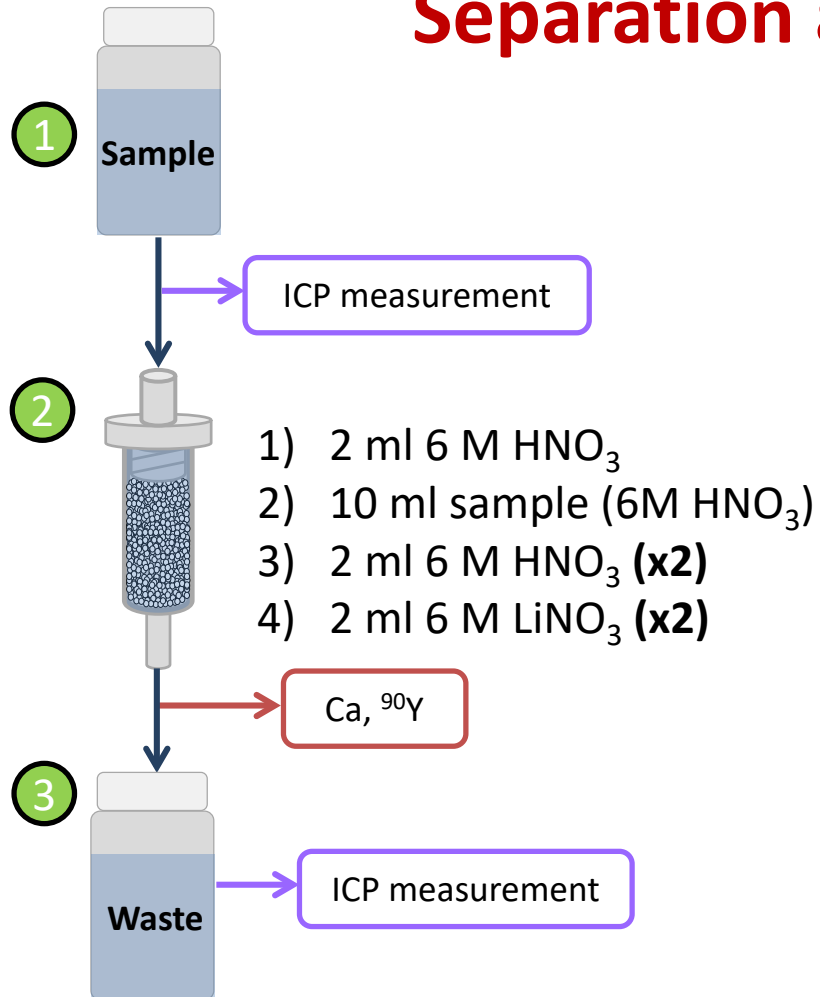 Separation
1
Sample
ICP measurement
2
1) 2 ml 6 M HNO₃
2) 10 ml sample (6M HNO₃)
3) 2 ml 6 M HNO₃ (x2)
4) 2 ml 6 M LiNO₃ (x2)
Ca, ⁹⁰Y
3
Waste
ICP measurement